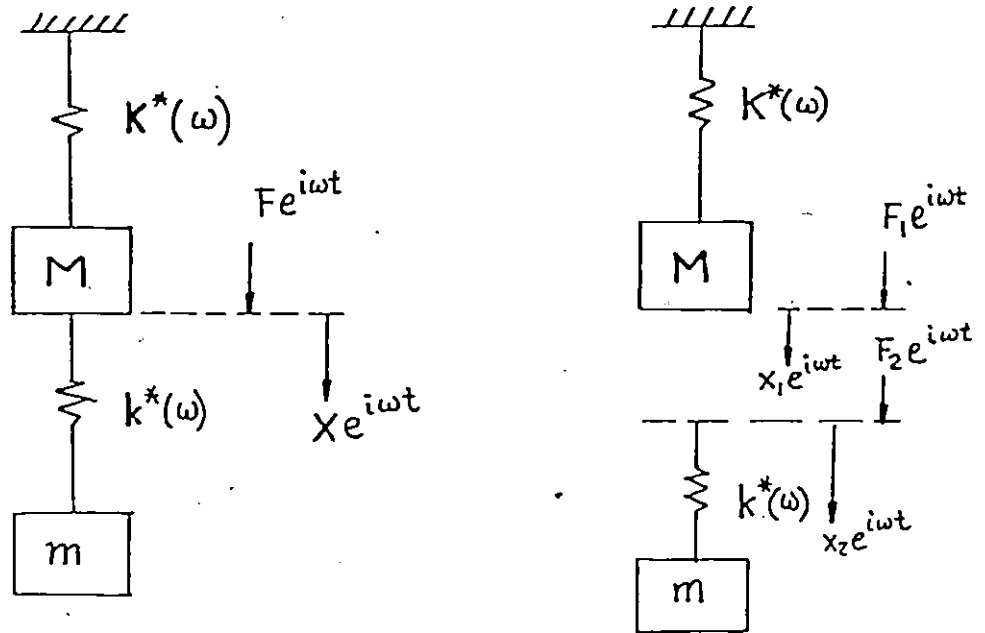 K*(ω)
Fe^{iωt}
M
k*(ω)
Xe^{iωt}
m
K*(ω)
F₁e^{iωt}
M
x₁e^{iωt}
F₂e^{iωt}
k*(ω)
x₂e^{iωt}
m